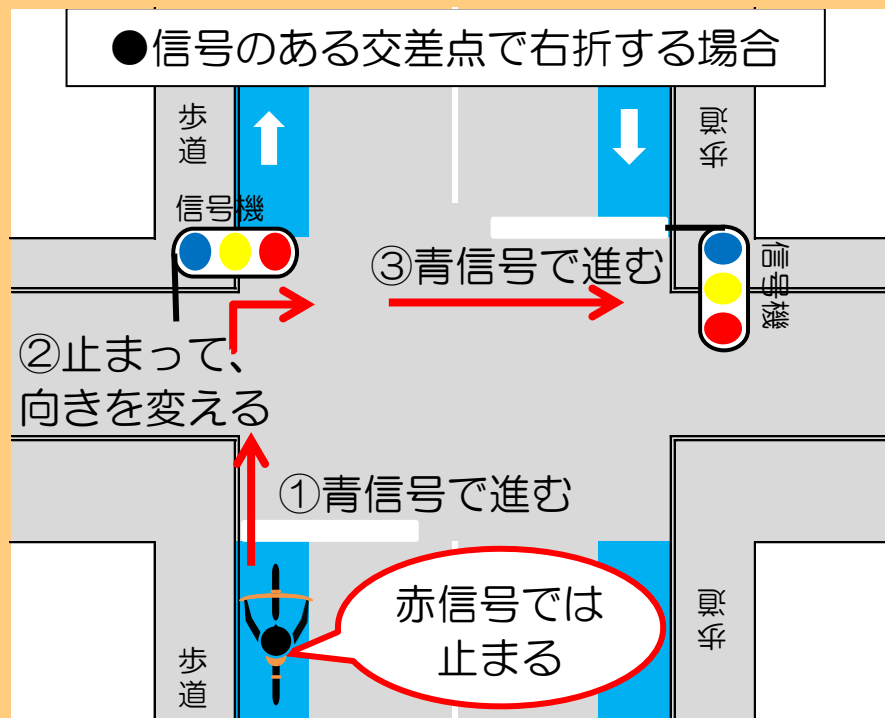 ●信号のある交差点で右折する場合
歩道
歩道
信号機
③青信号で進む
信号機
②止まって、
向きを変える
①青信号で進む
赤信号では
止まる
歩道
歩道